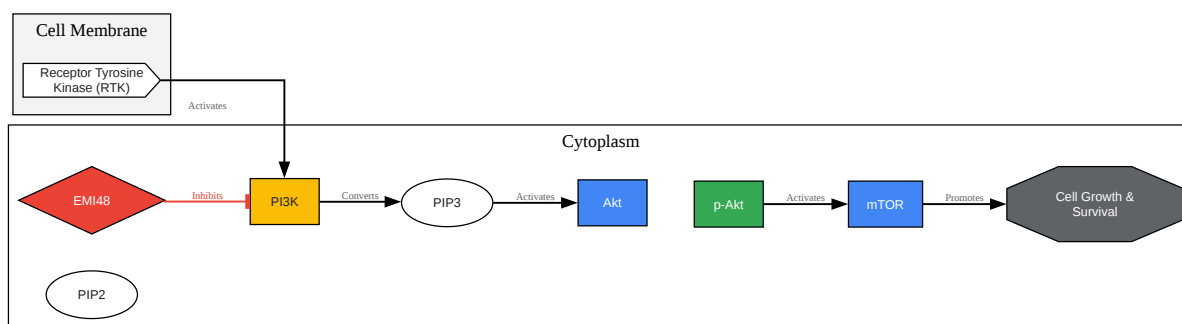 Cell Membrane
Receptor Tyrosine
Kinase (RTK)
Activates
Cytoplasm
EMI48
Inhibits
PI3K
Converts
PIP3
Activates
Akt
p-Akt
Activates
mTOR
Promotes
Cell Growth &
Survival
PIP2